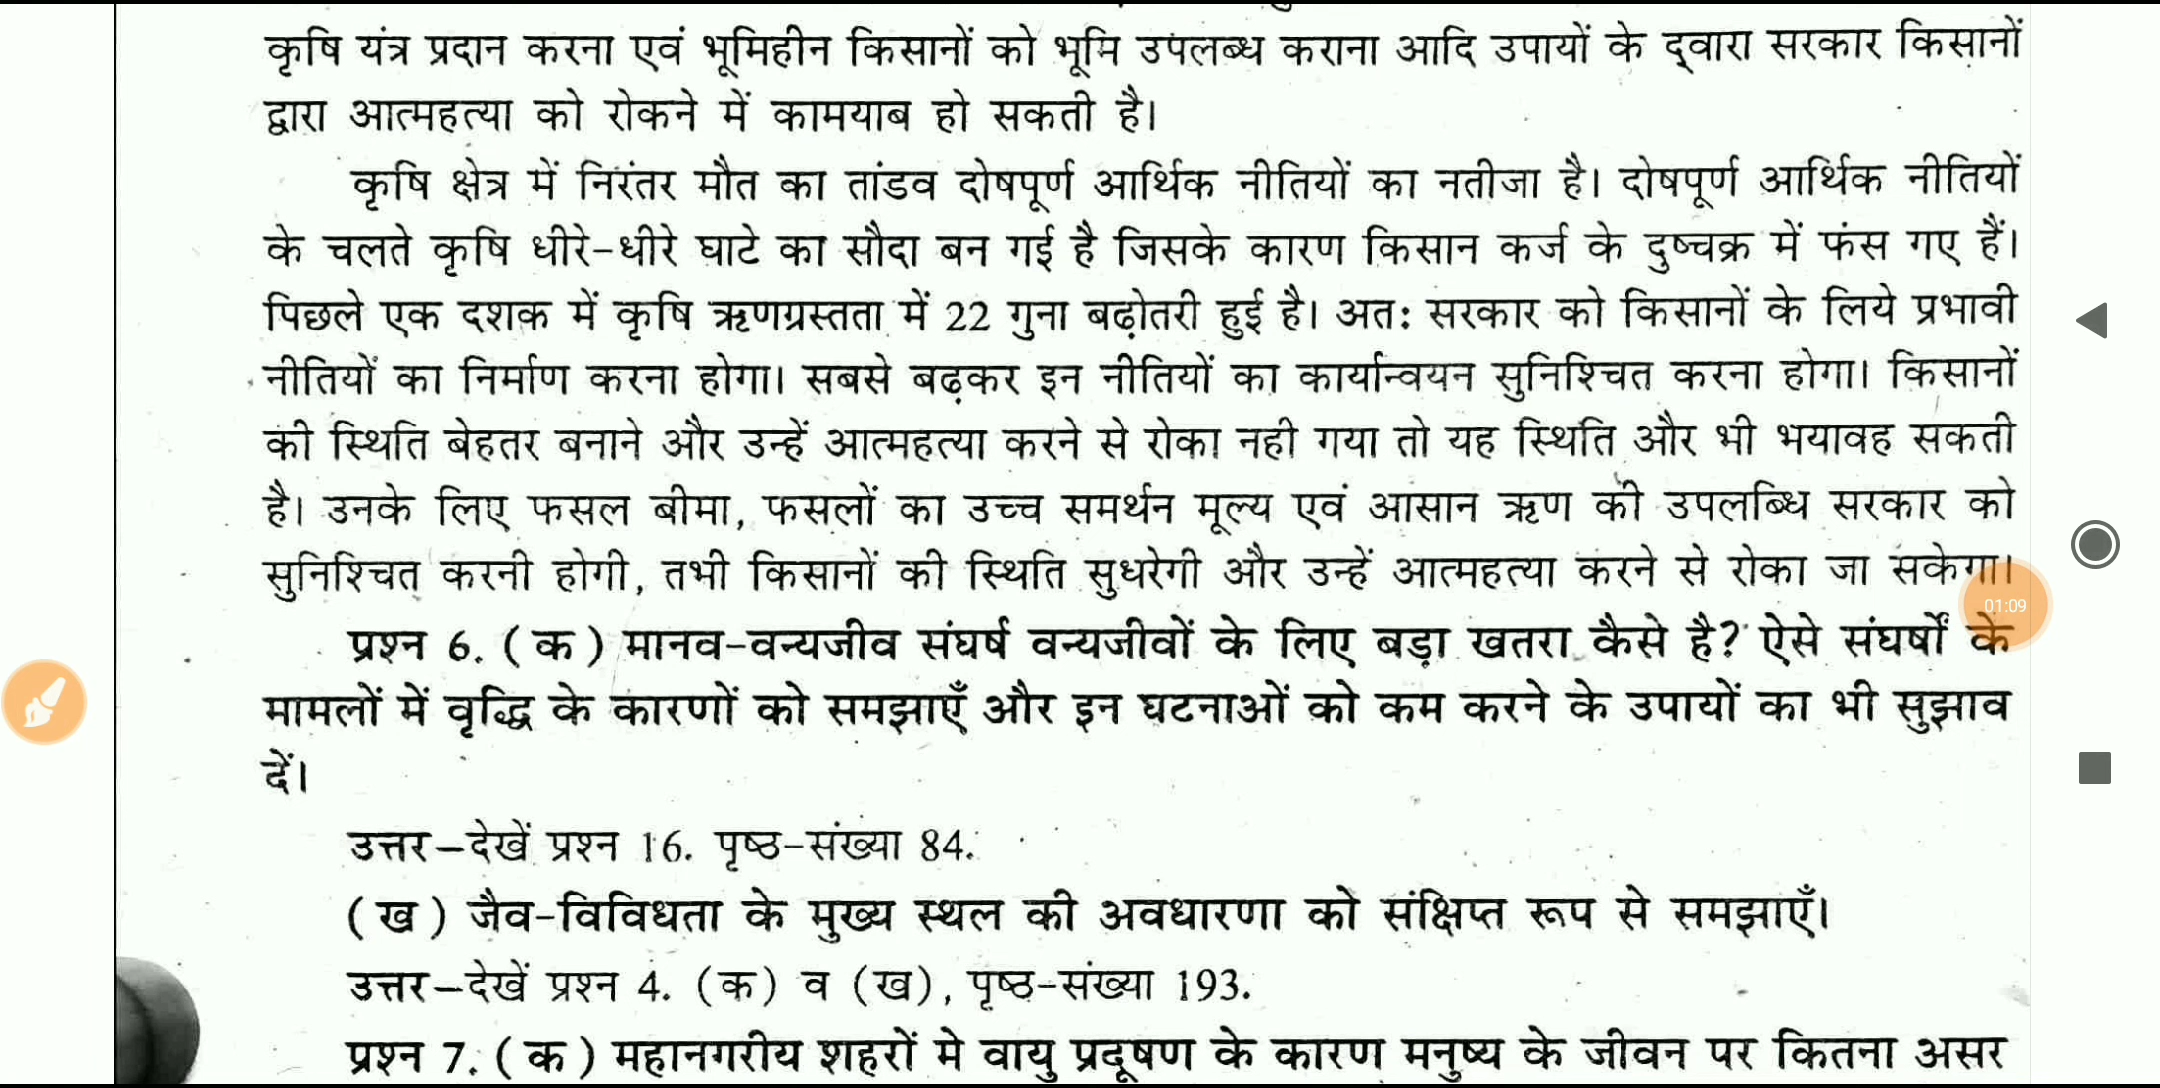 कृषि यंत्र प्रदान करना एवं भूमिहीन किसानों को भूमि उपलब्ध कराना आदि उपायों के द्वारा सरकार किसानों
द्वारा आत्महत्या को रोकने में कामयाब हो सकती है।
कृषि क्षेत्र में निरंतर मौत का तांडव दोषपूर्ण आर्थिक नीतियों का नतीजा है। दोषपूर्ण आर्थिक नीतियों
के चलते कृषि धीरे-धीरे घाटे का सौदा बन गई है जिसके कारण किसान कर्ज के दुष्चक्र में फंस गए हैं।
पिछले एक दशक में कृषि ऋणग्रस्तता में 22 गुना बढ़ोतरी हुई है। अतः सरकार को किसानों के लिये प्रभावी
नीतियों का निर्माण करना होगा। सबसे बढ़कर इन नीतियों का कार्यान्वयन सुनिश्चित करना होगा। किसानों
की स्थिति बेहतर बनाने और उन्हें आत्महत्या करने से रोका नही गया तो यह स्थिति और भी भयावह सकती
है। उनके लिए फसल बीमा, फसलों का उच्च समर्थन मूल्य एवं आसान ऋण की उपलब्धि सरकार को
सुनिश्चित करनी होगी, तभी किसानों की स्थिति सुधरेगी और उन्हें आत्महत्या करने से रोका जा सकेगा।
01:09
प्रश्न 6. (क) मानव-वन्यजीव संघर्ष वन्यजीवों के लिए बड़ा खतरा कैसे है? ऐसे संघर्षों के
मामलों में वृद्धि के कारणों को समझाएँ और इन घटनाओं को कम करने के उपायों का भी सुझाव
दें।
उत्तर–देखें प्रश्न 16. पृष्ठ-संख्या 84.
(ख) जैव-विविधता के मुख्य स्थल की अवधारणा को संक्षिप्त रूप से समझाएँ।
उत्तर–देखें प्रश्न 4. (क) व (ख), पृष्ठ-संख्या 193.
प्रश्न 7. (क) महानगरीय शहरों मे वायु प्रदूषण के कारण मनुष्य के जीवन पर कितना असर